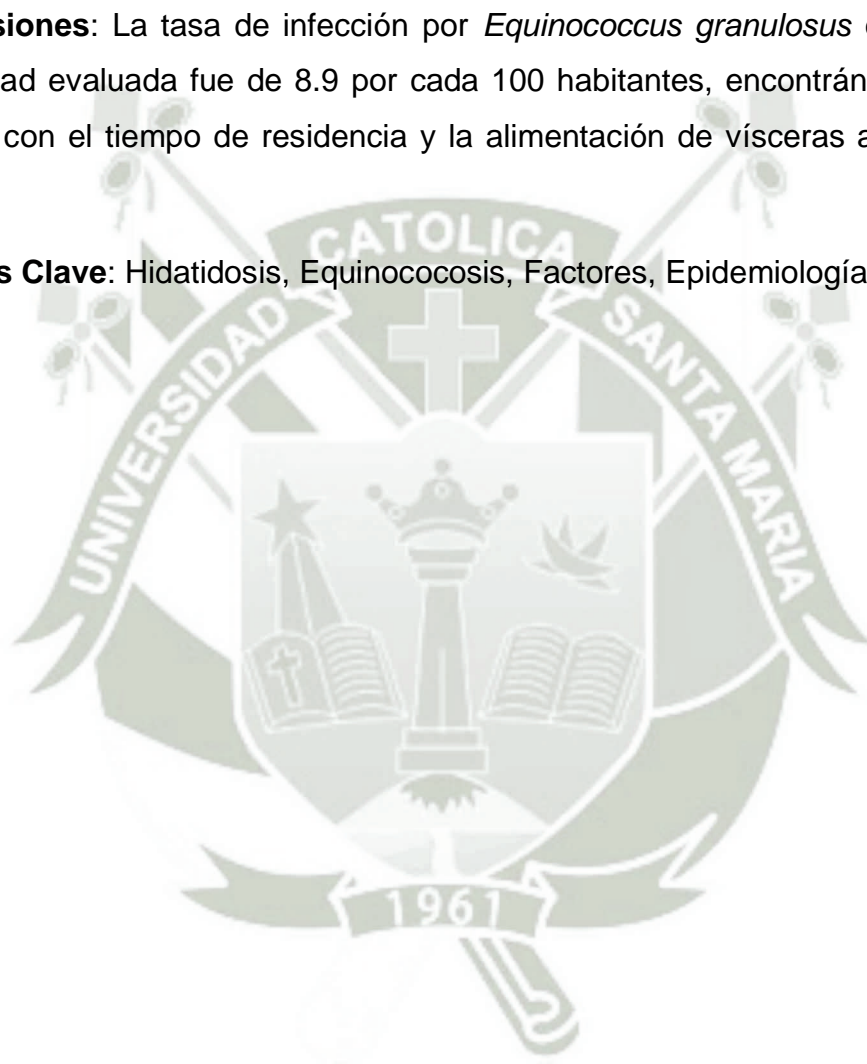 siones: La tasa de infección por Equinococcus granulosus
ad evaluada fue de 8.9 por cada 100 habitantes, encontrán
con el tiempo de residencia y la alimentación de vísceras a
s Clave: Hidatidosis, Equinococosis, Factores, Epidemiología
UNIVERSIDAD CATOLICA SANTA MARIA
1961